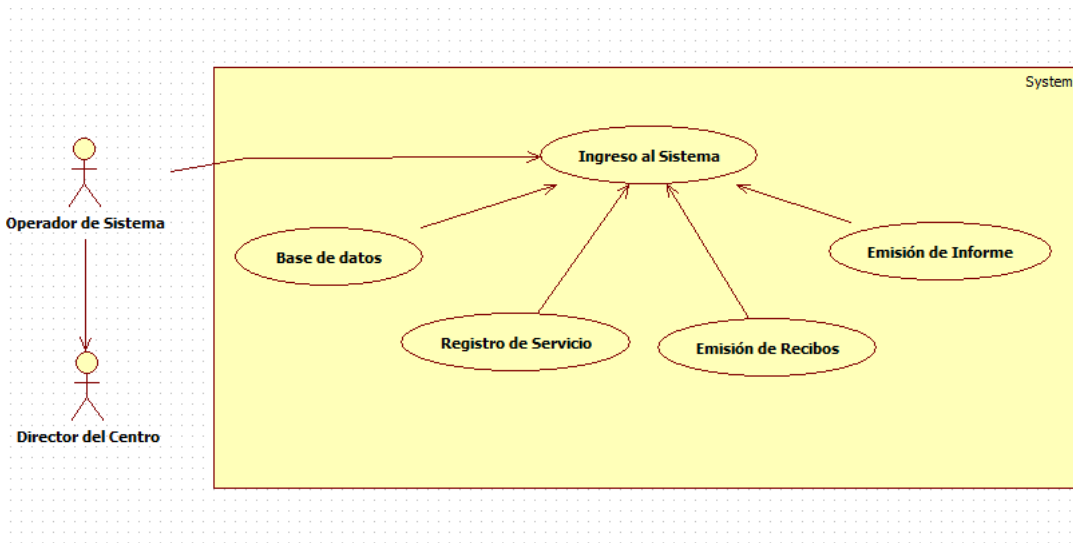 System
Ingreso al Sistema
Operador de Sistema
Base de datos
Emisión de Informe
Registro de Servicio
Emisión de Recibos
Director del Centro